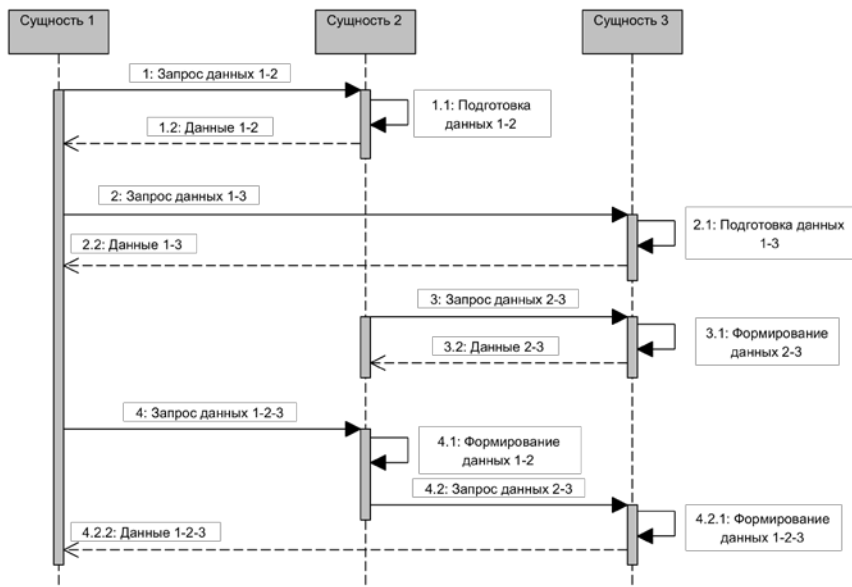 Сущность 1
Сущность 2
Сущность 3
1: Запрос данных 1-2
1.1: Подготовка
данных 1-2
1.2: Данные 1-2
2: Запрос данных 1-3
2.1: Подготовка данных
1-3
2.2: Данные 1-3
3: Запрос данных 2-3
3.1: Формирование
данных 2-3
3.2: Данные 2-3
4: Запрос данных 1-2-3
4.1: Формирование
данных 1-2
4.2: Запрос данных 2-3
4.2.1: Формирование
данных 1-2-3
4.2.2: Данные 1-2-3